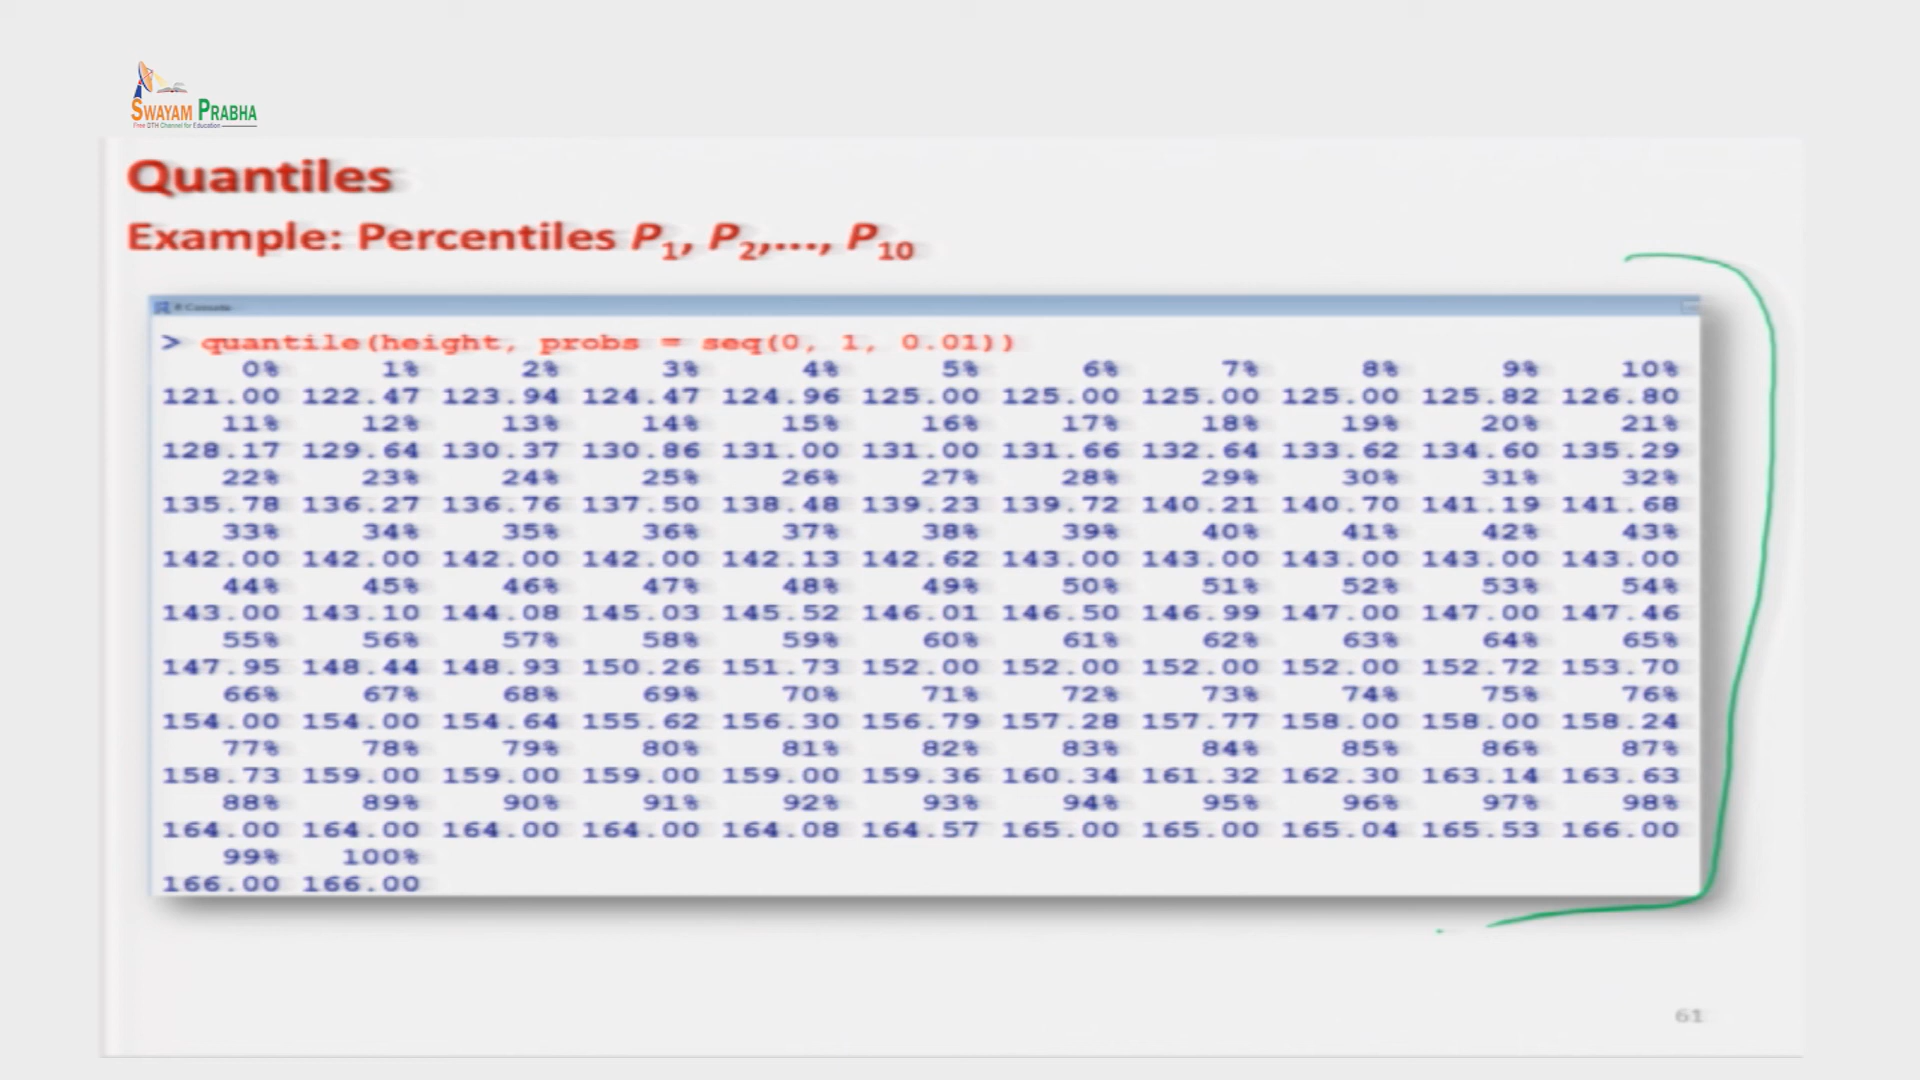 SWAYAM PRABHA
Free DTH Channel for Education
Quantiles
Example: Percentiles P1, P2,..., P10
R Console
> quantile(height, probs = seq(0, 1, 0.01))
0% 1% 2% 3% 4% 5% 6% 7% 8% 9% 10%
121.00 122.47 123.94 124.47 124.96 125.00 125.00 125.00 125.00 125.82 126.80
11% 12% 13% 14% 15% 16% 17% 18% 19% 20% 21%
128.17 129.64 130.37 130.86 131.00 131.00 131.66 132.64 133.62 134.60 135.29
22% 23% 24% 25% 26% 27% 28% 29% 30% 31% 32%
135.78 136.27 136.76 137.50 138.48 139.23 139.72 140.21 140.70 141.19 141.68
33% 34% 35% 36% 37% 38% 39% 40% 41% 42% 43%
142.00 142.00 142.00 142.00 142.13 142.62 143.00 143.00 143.00 143.00 143.00
44% 45% 46% 47% 48% 49% 50% 51% 52% 53% 54%
143.00 143.10 144.08 145.03 145.52 146.01 146.50 146.99 147.00 147.00 147.46
55% 56% 57% 58% 59% 60% 61% 62% 63% 64% 65%
147.95 148.44 148.93 150.26 151.73 152.00 152.00 152.00 152.00 152.72 153.70
66% 67% 68% 69% 70% 71% 72% 73% 74% 75% 76%
154.00 154.00 154.64 155.62 156.30 156.79 157.28 157.77 158.00 158.00 158.24
77% 78% 79% 80% 81% 82% 83% 84% 85% 86% 87%
158.73 159.00 159.00 159.00 159.00 159.36 160.34 161.32 162.30 163.14 163.63
88% 89% 90% 91% 92% 93% 94% 95% 96% 97% 98%
164.00 164.00 164.00 164.00 164.08 164.57 165.00 165.00 165.04 165.53 166.00
99% 100%
166.00 166.00
61